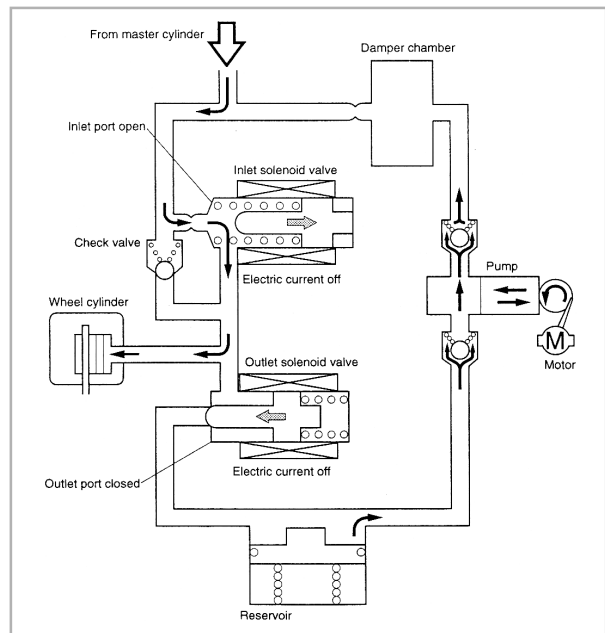 From master cylinder
Damper chamber
Inlet port open
Inlet solenoid valve
Check valve
Electric current off
Pump
Wheel cylinder
Outlet solenoid valve
M
Motor
Electric current off
Outlet port closed
Reservoir